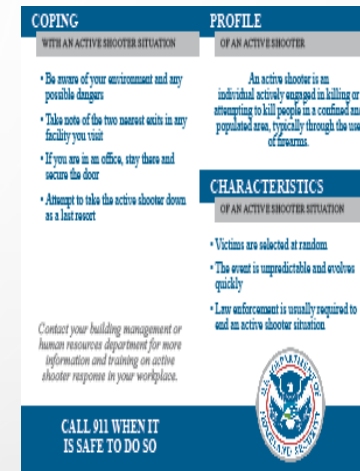 COPING
WITH AN ACTIVE SHOOTER SITUATION
• Be aware of your environment and any
possible dangers
• Take note of the two nearest exits in any
facility you visit
• If you are in an office, stay there and
secure the door
• Attempt to take the active shooter down
as a last resort
Contact your building management or
human resources department for more
information and training on active
shooter response in your workplace.
CALL 911 WHEN IT
IS SAFE TO DO SO
PROFILE
OF AN ACTIVE SHOOTER
An active shooter is an
individual actively engaged in killing or
attempting to kill people in a confined and
populated area, typically through the use
of firearms.
CHARACTERISTICS
OF AN ACTIVE SHOOTER SITUATION
• Victims are selected at random
• The event is unpredictable and evolves
quickly
• Law enforcement is usually required to
end an active shooter situation
U.S. DEPARTMENT OF
HOMELAND SECURITY